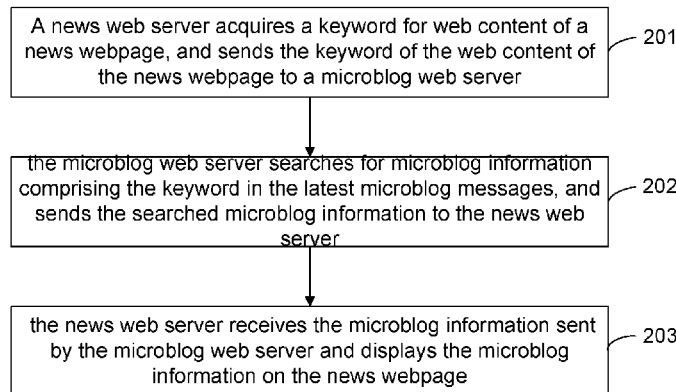 A news web server acquires a keyword for web content of a
news webpage, and sends the keyword of the web content of
the news webpage to a microblog web server
201
the microblog web server searches for microblog information
comprising the keyword in the latest microblog messages, and
sends the searched microblog information to the news web
server
202
the news web server receives the microblog information sent
by the microblog web server and displays the microblog
information on the news webpage
203